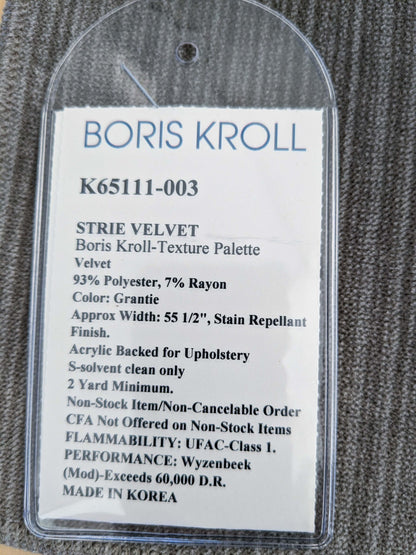 BORIS KROLL
K65111-003
STRIE VELVET
Boris Kroll-Texture Palette
Velvet
93% Polyester, 7% Rayon
Color: Grantie
Approx Width: 55 1/2", Stain Repellant
Finish.
Acrylic Backed for Upholstery
S-solvent clean only
2 Yard Minimum.
Non-Stock Item/Non-Cancelable Order
CFA Not Offered on Non-Stock Items
FLAMMABILITY: UFAC-Class 1.
PERFORMANCE: Wyzenbeek
(Mod)-Exceeds 60,000 D.R.
MADE IN KOREA